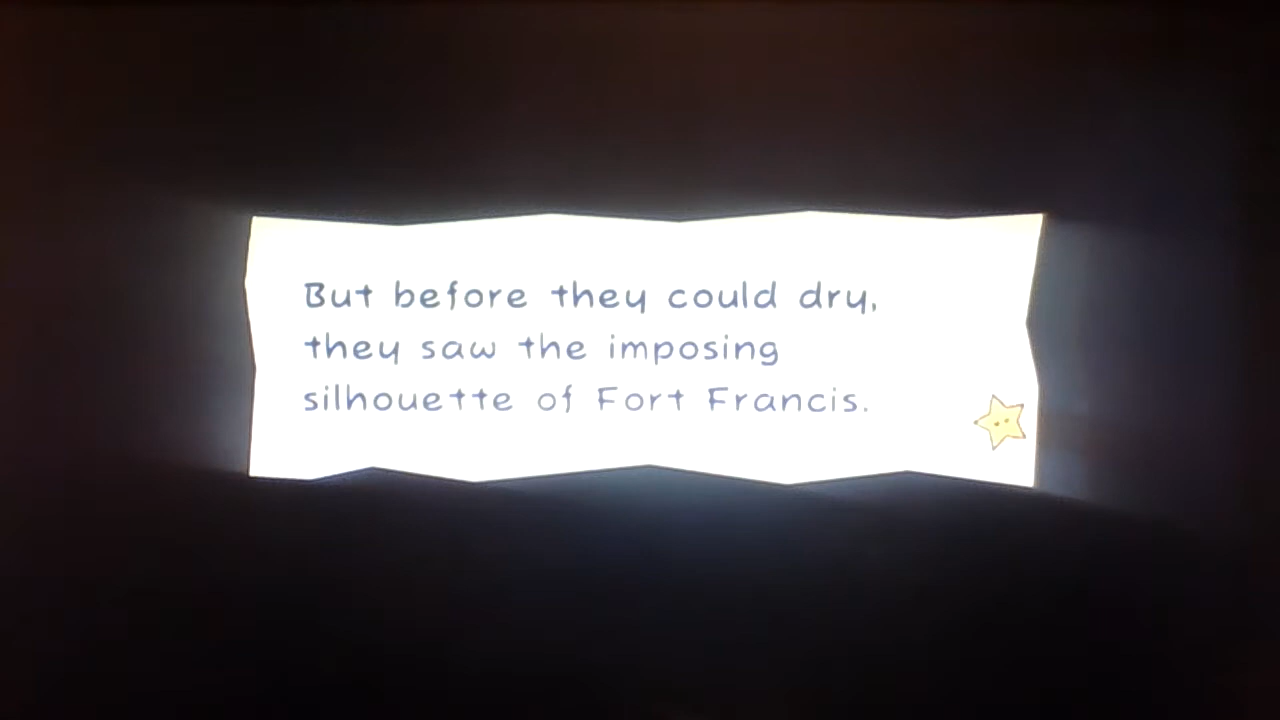 But before they could dry,
they saw the imposing
silhouette of Fort Francis.